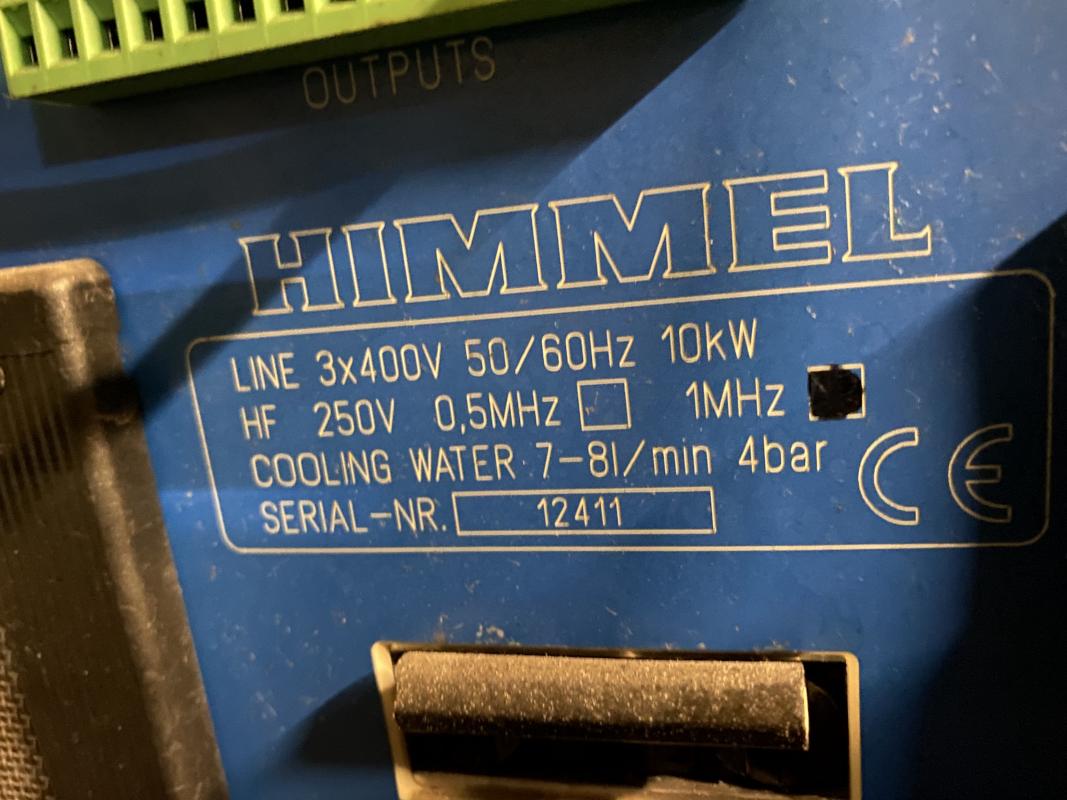 OUTPUTS
HIMMEL
LINE 3x400V 50/60Hz 10kW
HF 250V 0,5MHz 1MHz
COOLING WATER 7-8l/min 4bar
SERIAL-NR. 12411
CE